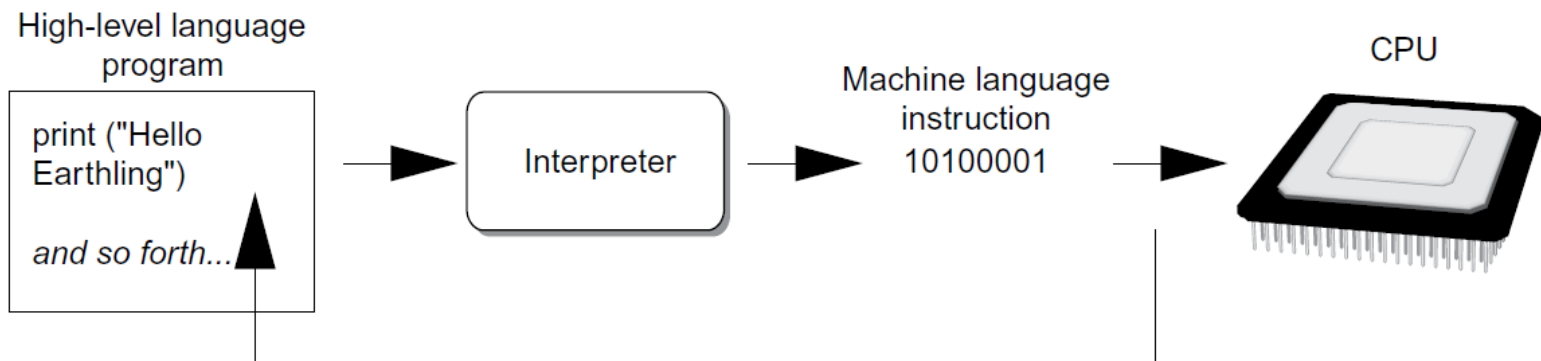 High-level language
program
print ("Hello
Earthling")
and so forth...
Interpreter
Machine language
instruction
10100001
CPU